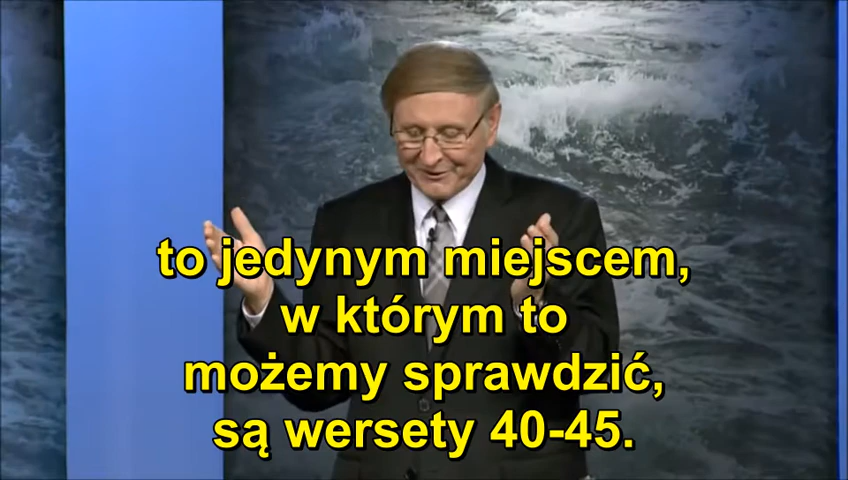 to jedynym miejscem,
w którym to
możemy sprawdzić,
są wersety 40-45.